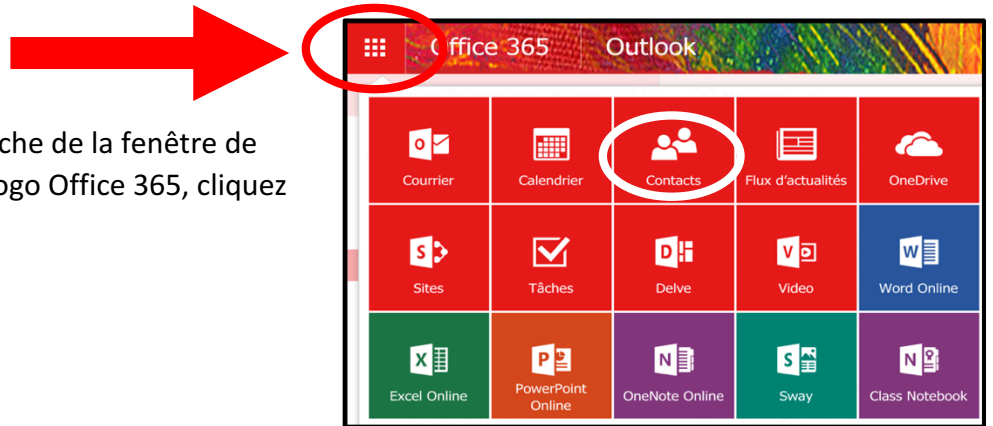 Office 365 Outlook
che de la fenêtre de
ogo Office 365, cliquez
Courrier Calendrier Contacts Flux d'actualités OneDrive
Sites Tâches Delve Video Word Online
Excel Online PowerPoint Online OneNote Online Sway Class Notebook